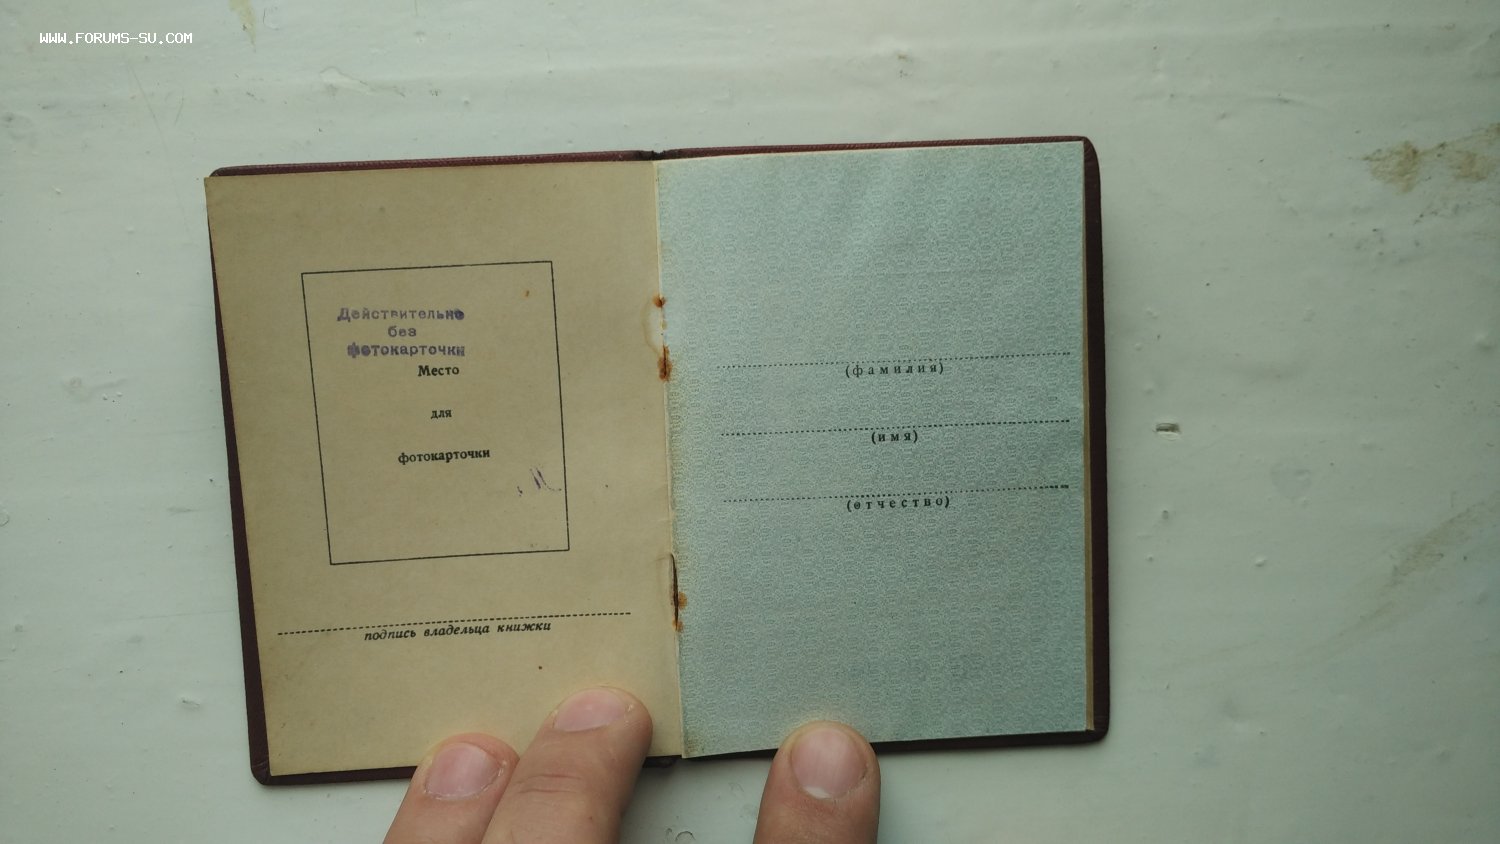 WWW.FORUMS-SU.COM
Действительно
без
фотокарточки
Место
для
фотокарточки
подпись владельца книжки
(фамилия)
(имя)
(отчество)